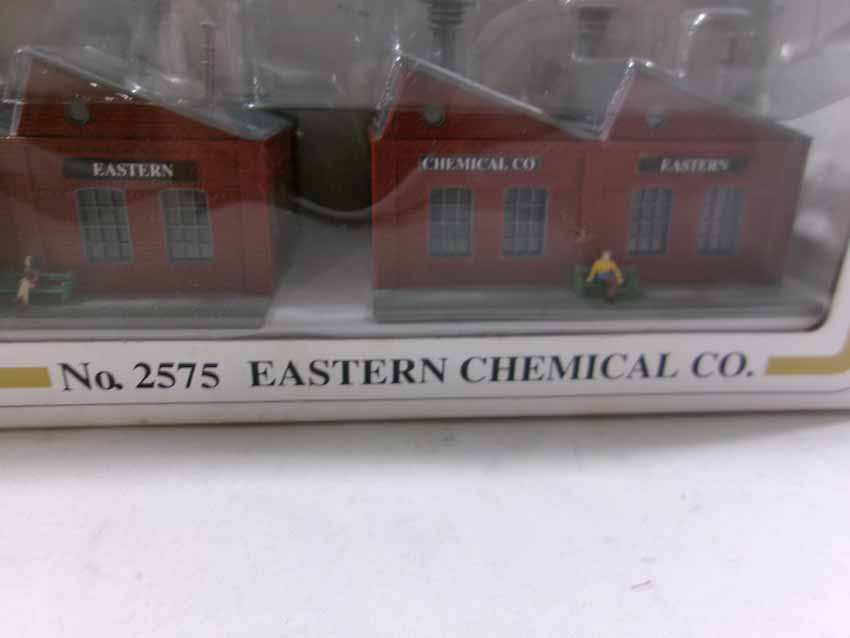 EASTERN
CHEMICAL CO
EASTERN
No. 2575 EASTERN CHEMICAL CO.